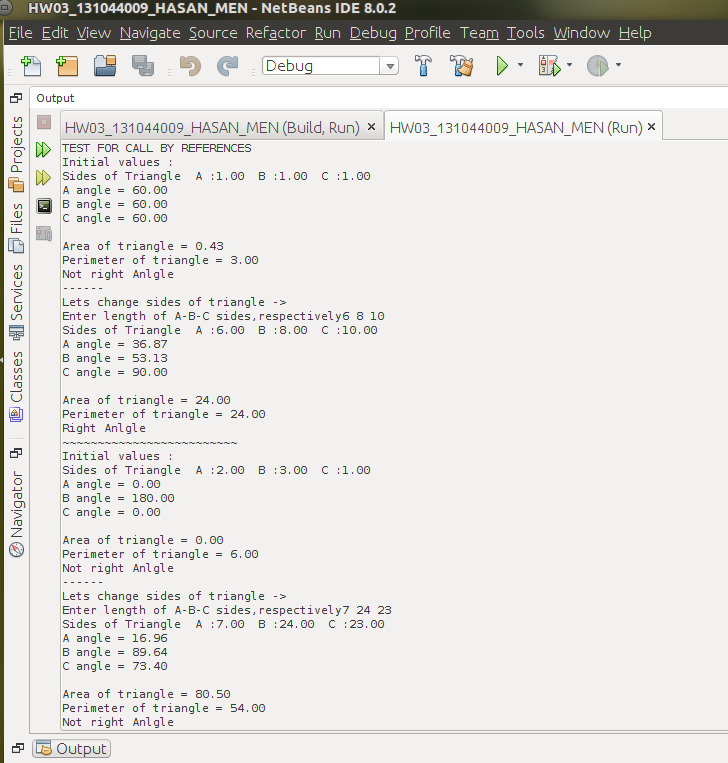 HW03_131044009_HASAN_MEN - NetBeans IDE 8.0.2
File Edit View Navigate Source Refactor Run Debug Profile Team Tools Window Help
Debug
Output
HW03_131044009_HASAN_MEN (Build, Run) × HW03_131044009_HASAN_MEN (Run) ×
Projects
Files
Services
Classes
Navigator
TEST FOR CALL BY REFERENCES
Initial values :
Sides of Triangle  A :1.00  B :1.00  C :1.00
A angle = 60.00
B angle = 60.00
C angle = 60.00
Area of triangle = 0.43
Perimeter of triangle = 3.00
Not right Anlgle
------
Lets change sides of triangle ->
Enter length of A-B-C sides,respectively6 8 10
Sides of Triangle  A :6.00  B :8.00  C :10.00
A angle = 36.87
B angle = 53.13
C angle = 90.00
Area of triangle = 24.00
Perimeter of triangle = 24.00
Right Anlgle
~~~~~~~~~~~~~~~~~~~~~~~~~
Initial values :
Sides of Triangle  A :2.00  B :3.00  C :1.00
A angle = 0.00
B angle = 180.00
C angle = 0.00
Area of triangle = 0.00
Perimeter of triangle = 6.00
Not right Anlgle
------
Lets change sides of triangle ->
Enter length of A-B-C sides,respectively7 24 23
Sides of Triangle  A :7.00  B :24.00  C :23.00
A angle = 16.96
B angle = 89.64
C angle = 73.40
Area of triangle = 80.50
Perimeter of triangle = 54.00
Not right Anlgle
Output